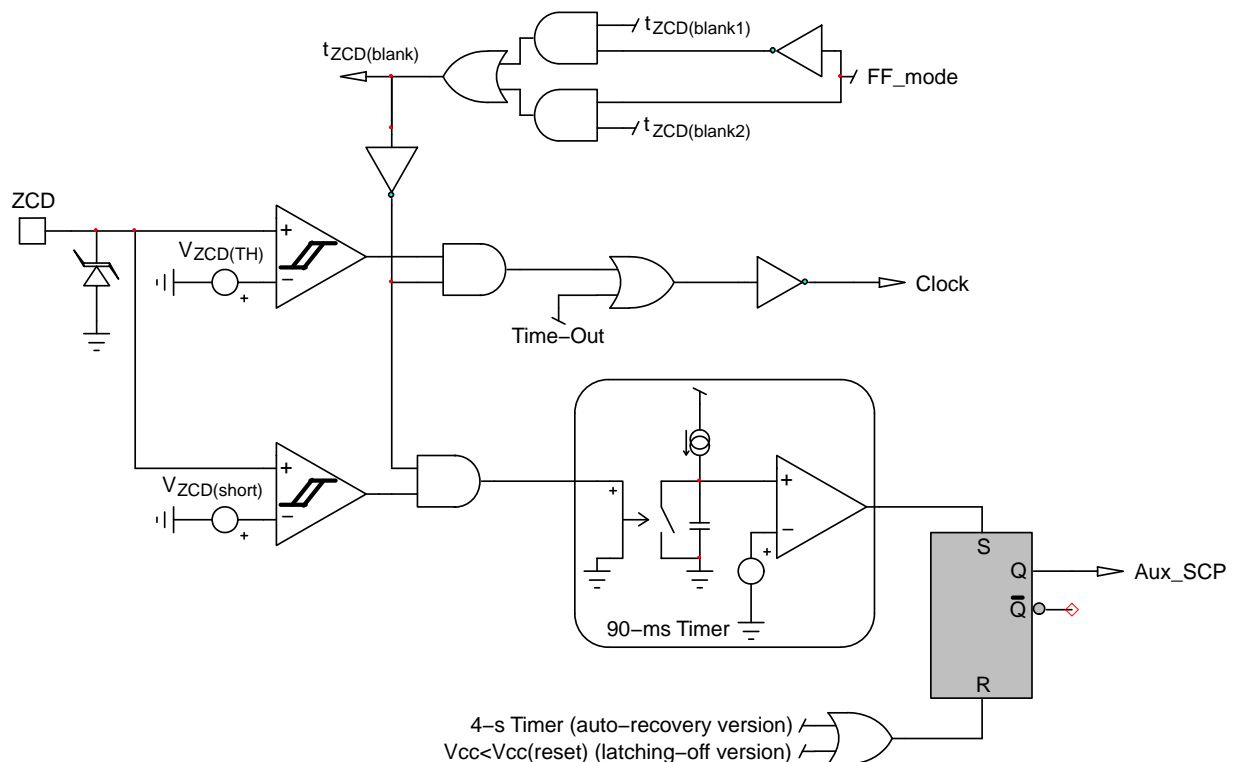 tZCD(blank1)
tZCD(blank)
FF_mode
tZCD(blank2)
ZCD
+
VZCD(TH)
−
+
Clock
Time−Out
+
VZCD(short)
−
+
+
+
−
+
S
Q
Aux_SCP
Q̅
90−ms Timer
R
4−s Timer (auto−recovery version)
Vcc<Vcc(reset) (latching−off version)